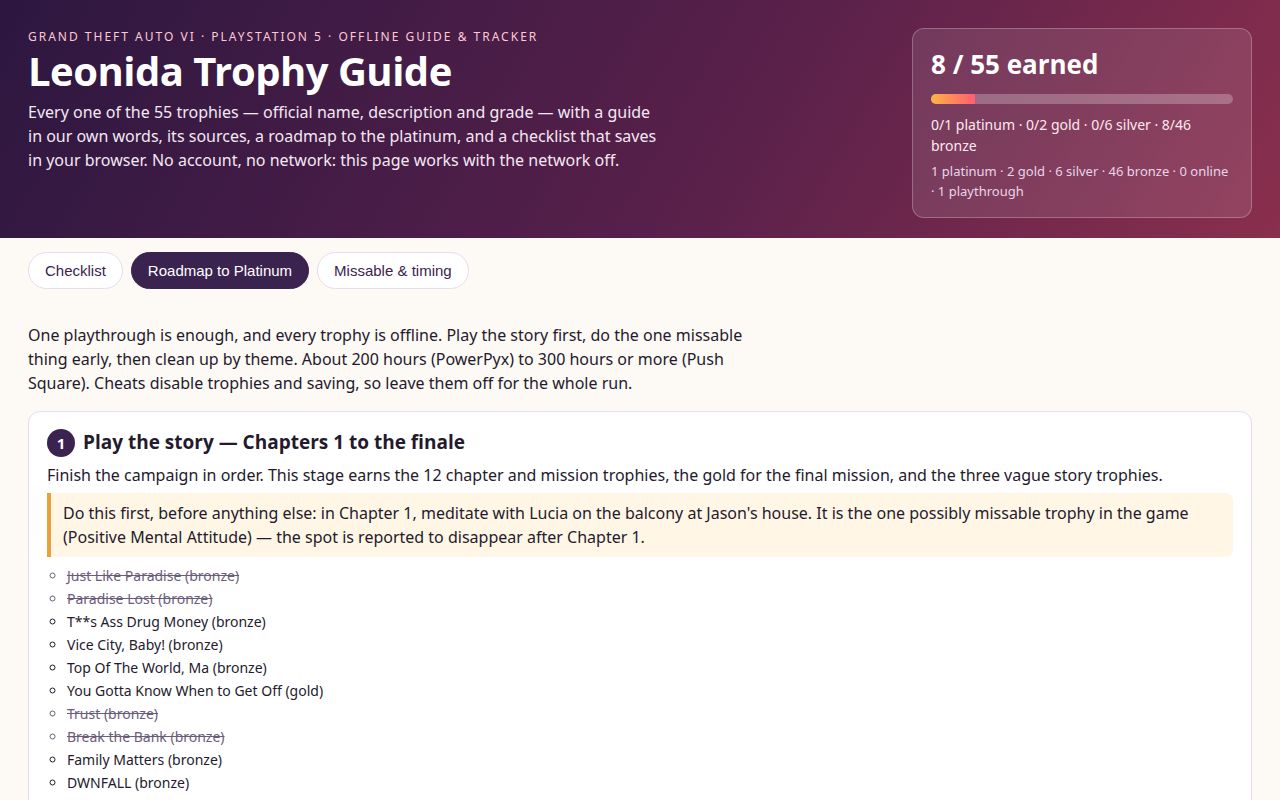 GRAND THEFT AUTO VI · PLAYSTATION 5 · OFFLINE GUIDE & TRACKER
Leonida Trophy Guide
Every one of the 55 trophies — official name, description and grade — with a guide
in our own words, its sources, a roadmap to the platinum, and a checklist that saves
in your browser. No account, no network: this page works with the network off.
8 / 55 earned
0/1 platinum · 0/2 gold · 0/6 silver · 8/46
bronze
1 platinum · 2 gold · 6 silver · 46 bronze · 0 online
· 1 playthrough
Checklist
Roadmap to Platinum
Missable & timing
One playthrough is enough, and every trophy is offline. Play the story first, do the one missable
thing early, then clean up by theme. About 200 hours (PowerPyx) to 300 hours or more (Push
Square). Cheats disable trophies and saving, so leave them off for the whole run.
1 Play the story — Chapters 1 to the finale
Finish the campaign in order. This stage earns the 12 chapter and mission trophies, the gold for the final mission, and the three vague story trophies.
Do this first, before anything else: in Chapter 1, meditate with Lucia on the balcony at Jason's house. It is the one possibly missable trophy in the game
(Positive Mental Attitude) — the spot is reported to disappear after Chapter 1.
Just Like Paradise (bronze)
Paradise Lost (bronze)
T**s Ass Drug Money (bronze)
Vice City, Baby! (bronze)
Top Of The World, Ma (bronze)
You Gotta Know When to Get Off (gold)
Trust (bronze)
Break the Bank (bronze)
Family Matters (bronze)
DWNFALL (bronze)